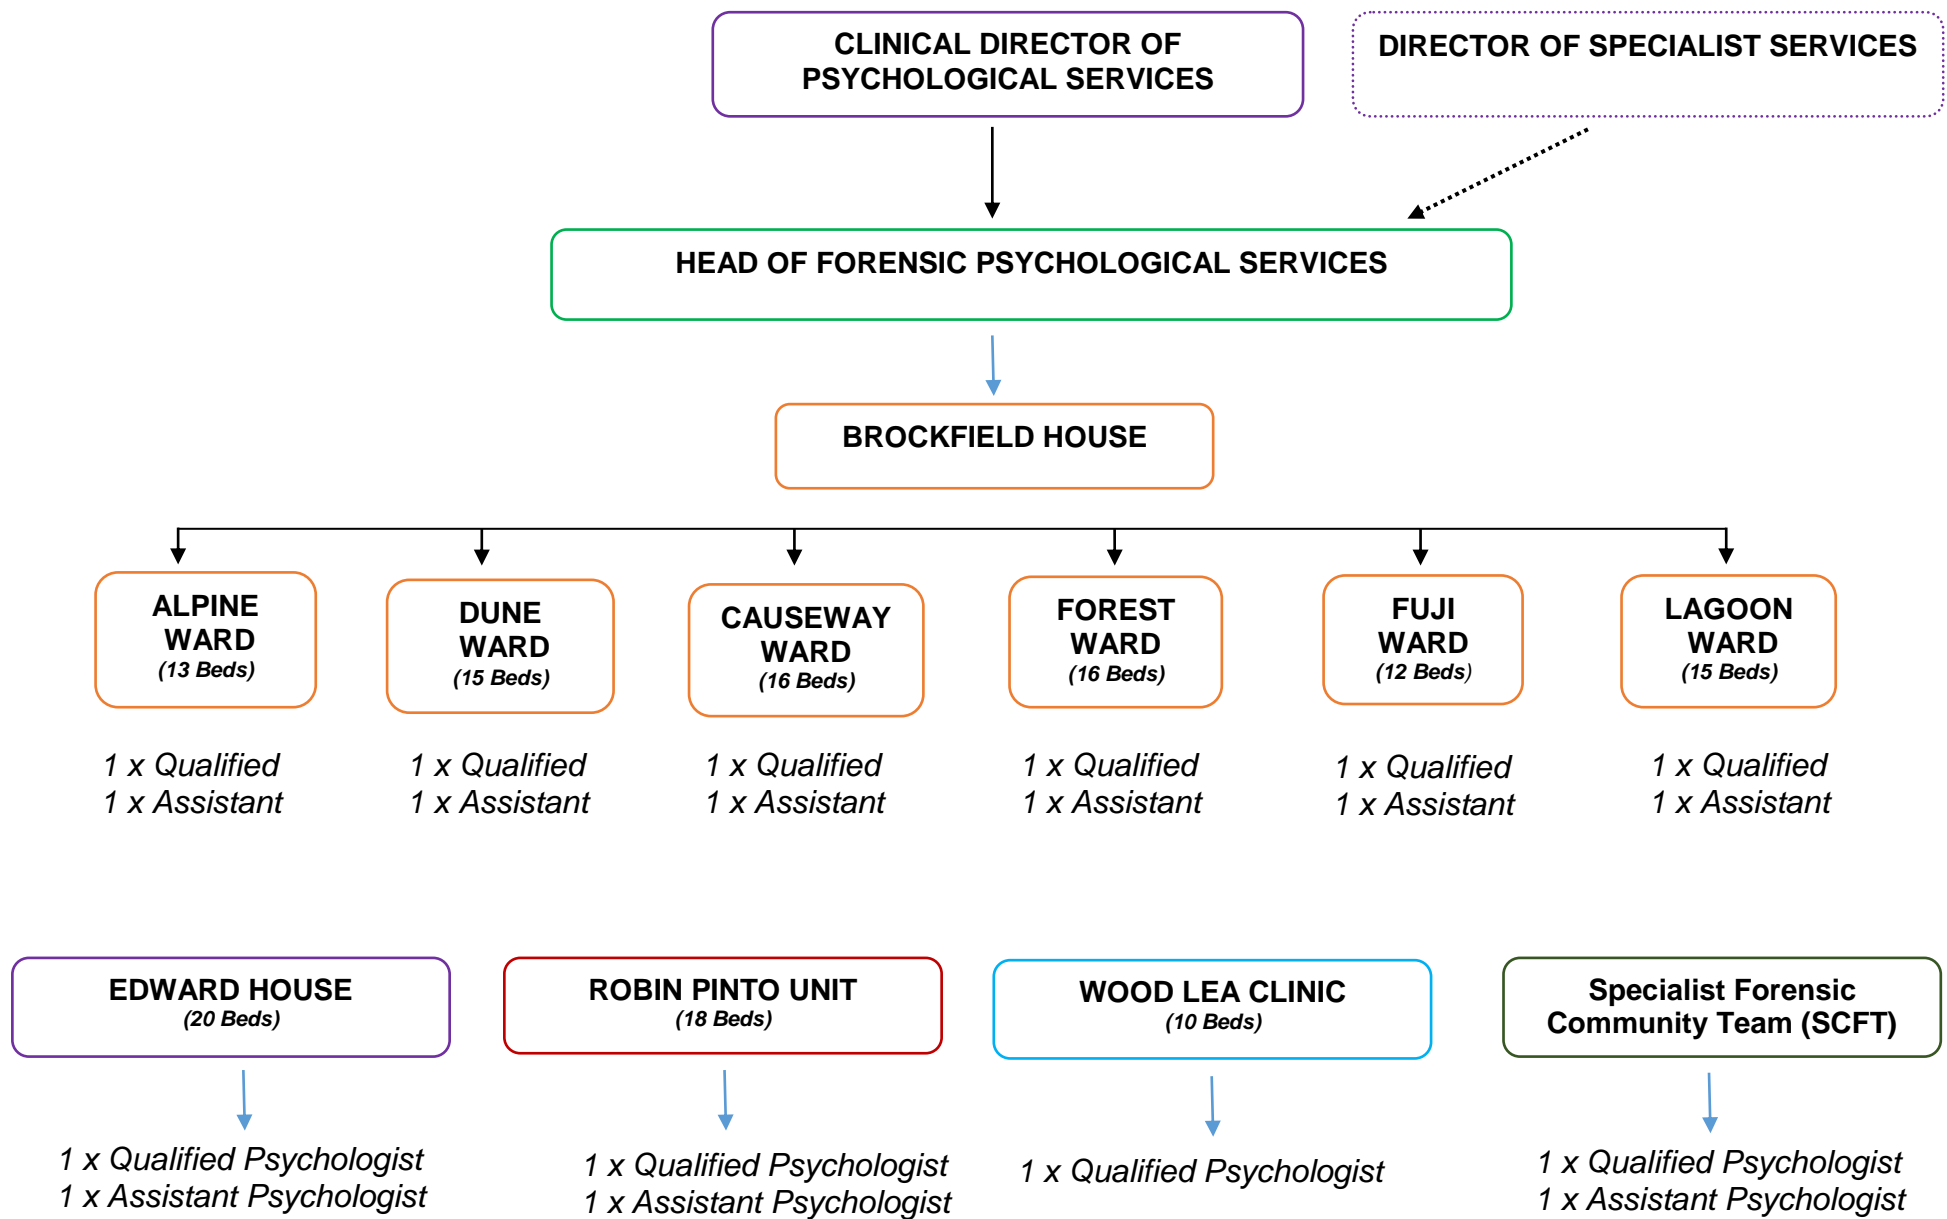 CLINICAL DIRECTOR OF
PSYCHOLOGICAL SERVICES
DIRECTOR OF SPECIALIST SERVICES
HEAD OF FORENSIC PSYCHOLOGICAL SERVICES
BROCKFIELD HOUSE
ALPINE
WARD
(13 Beds)
DUNE
WARD
(15 Beds)
CAUSEWAY
WARD
(16 Beds)
FOREST
WARD
(16 Beds)
FUJI
WARD
(12 Beds)
LAGOON
WARD
(15 Beds)
1 x Qualified
1 x Assistant
1 x Qualified
1 x Assistant
1 x Qualified
1 x Assistant
1 x Qualified
1 x Assistant
1 x Qualified
1 x Assistant
1 x Qualified
1 x Assistant
EDWARD HOUSE
(20 Beds)
ROBIN PINTO UNIT
(18 Beds)
WOOD LEA CLINIC
(10 Beds)
Specialist Forensic
Community Team (SCFT)
1 x Qualified Psychologist
1 x Assistant Psychologist
1 x Qualified Psychologist
1 x Assistant Psychologist
1 x Qualified Psychologist
1 x Qualified Psychologist
1 x Assistant Psychologist